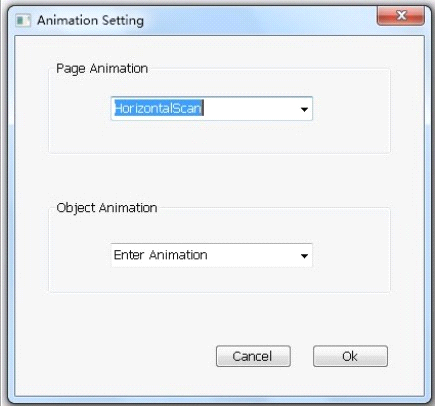 Animation Setting
Page Animation
HorizontalScan
Object Animation
Enter Animation
Cancel Ok